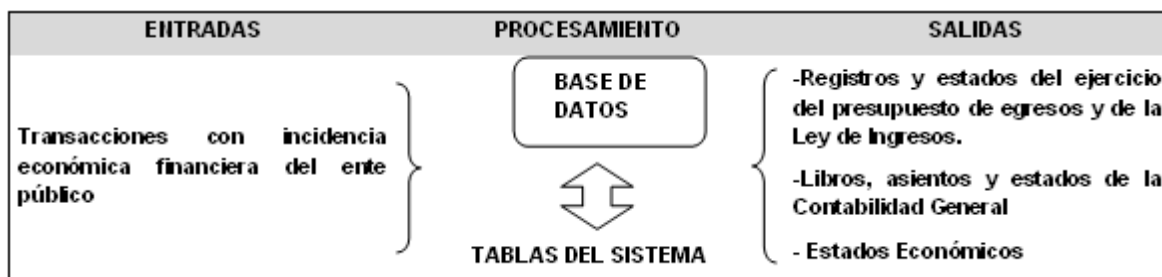 ENTRADAS
PROCESAMIENTO
SALIDAS
Transacciones con incidencia
económica financiera del ente
público
BASE DE
DATOS
TABLAS DEL SISTEMA
-Registros y estados del ejercicio
del presupuesto de egresos y de la
Ley de Ingresos.
-Libros, asientos y estados de la
Contabilidad General
- Estados Económicos